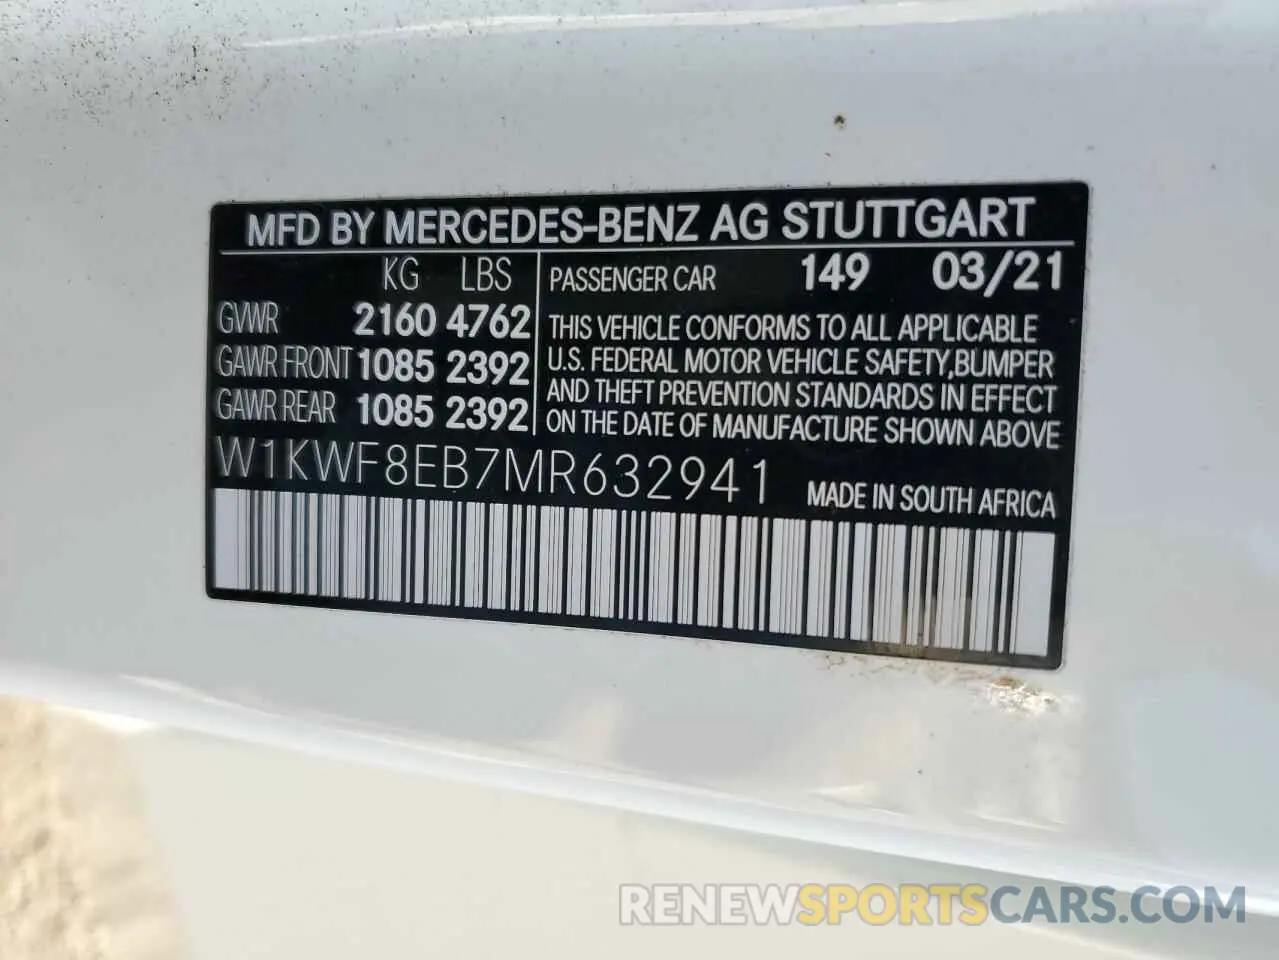 MFD BY MERCEDES-BENZ AG STUTTGART
KG LBS
GVWR 2160 4762
GAWR FRONT 1085 2392
GAWR REAR 1085 2392
PASSENGER CAR 149 03/21
THIS VEHICLE CONFORMS TO ALL APPLICABLE
U.S. FEDERAL MOTOR VEHICLE SAFETY,BUMPER
AND THEFT PREVENTION STANDARDS IN EFFECT
ON THE DATE OF MANUFACTURE SHOWN ABOVE
W1KWF8EB7MR632941
MADE IN SOUTH AFRICA
RENEWSPORTSCARS.COM